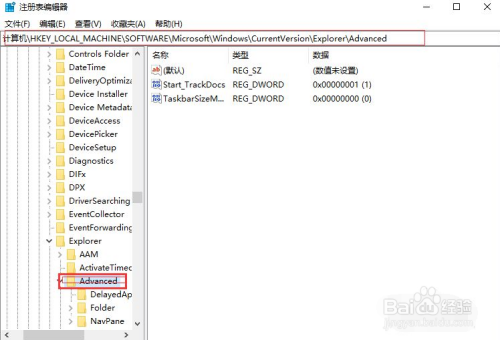 注册表编辑器
文件(F) 编辑(E) 查看(V) 收藏夹(A) 帮助(H)
计算机\HKEY_LOCAL_MACHINE\SOFTWARE\Microsoft\Windows\CurrentVersion\Explorer\Advanced
Controls Folder
DateTime
DeliveryOptimiza
Device Installer
Device Metadata
DeviceAccess
DevicePicker
DeviceSetup
Diagnostics
DIFx
DPX
DriverSearching
EventCollector
EventForwarding
Explorer
AAM
ActivateTimed
Advanced
DelayedAp
Folder
NavPane
名称 类型 数据
(默认) REG_SZ (数值未设置)
Start_TrackDocs REG_DWORD 0x00000001 (1)
TaskbarSizeM... REG_DWORD 0x00000000 (0)
Baidu 经验
jingyan.baidu.com